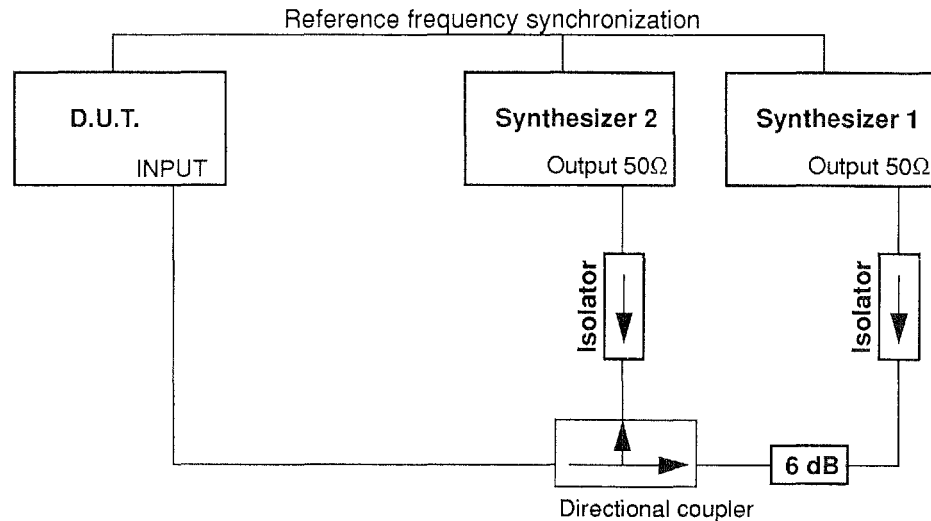 Reference frequency synchronization
D.U.T.
INPUT
Synthesizer 2
Output 50Ω
Synthesizer 1
Output 50Ω
Isolator
Isolator
6 dB
Directional coupler